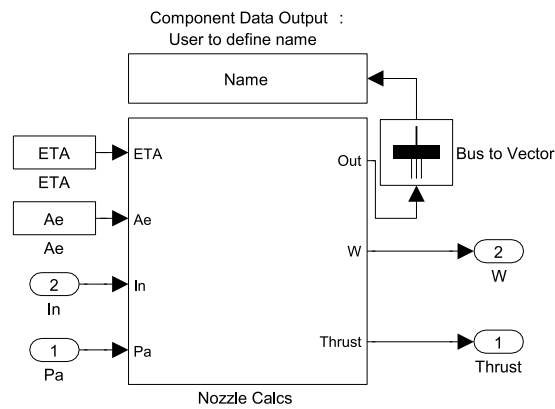 Component Data Output :
User to define name
Name
ETA
ETA
ETA
Out
Bus to Vector
Ae
Ae
Ae
W
2
W
2
In
In
1
Pa
Pa
Thrust
1
Thrust
Nozzle Calcs